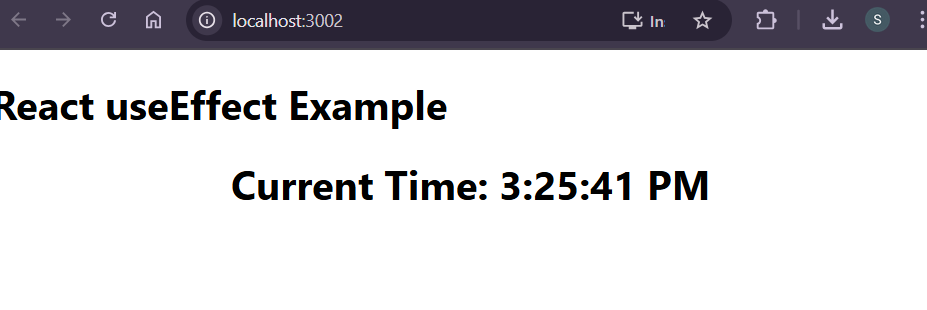 localhost:3002
In
S
React useEffect Example
Current Time: 3:25:41 PM